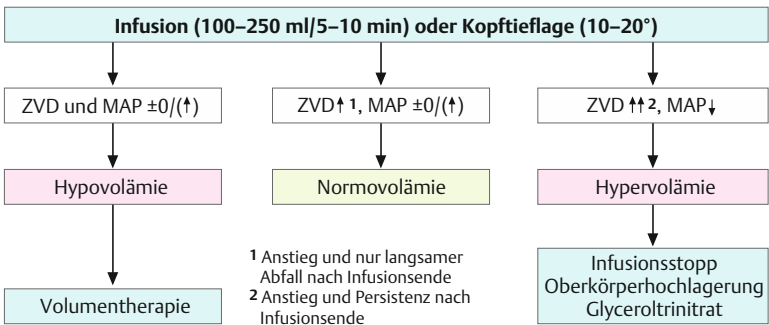 Infusion (100–250 ml/5–10 min) oder Kopftieflage (10–20°)
ZVD und MAP ±0/(↑)
ZVD↑ 1, MAP ±0/(↑)
ZVD ↑↑ 2, MAP↓
Hypovolämie
Normovolämie
Hypervolämie
Volumentherapie
1 Anstieg und nur langsamer
Abfall nach Infusionsende
2 Anstieg und Persistenz nach
Infusionsende
Infusionsstopp
Oberkörperhochlagerung
Glyceroltrinitrat